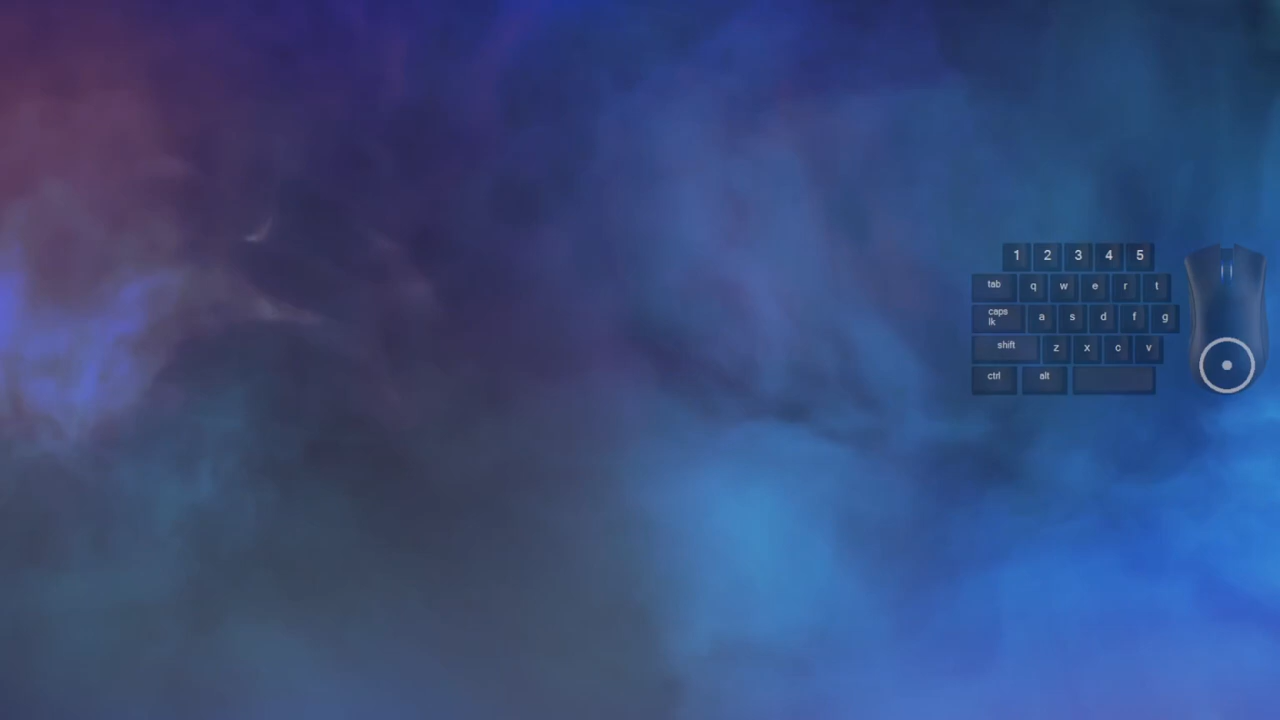 1 2 3 4 5
tab q w e r t
caps lk a s d f g
shift z x c v
ctrl alt